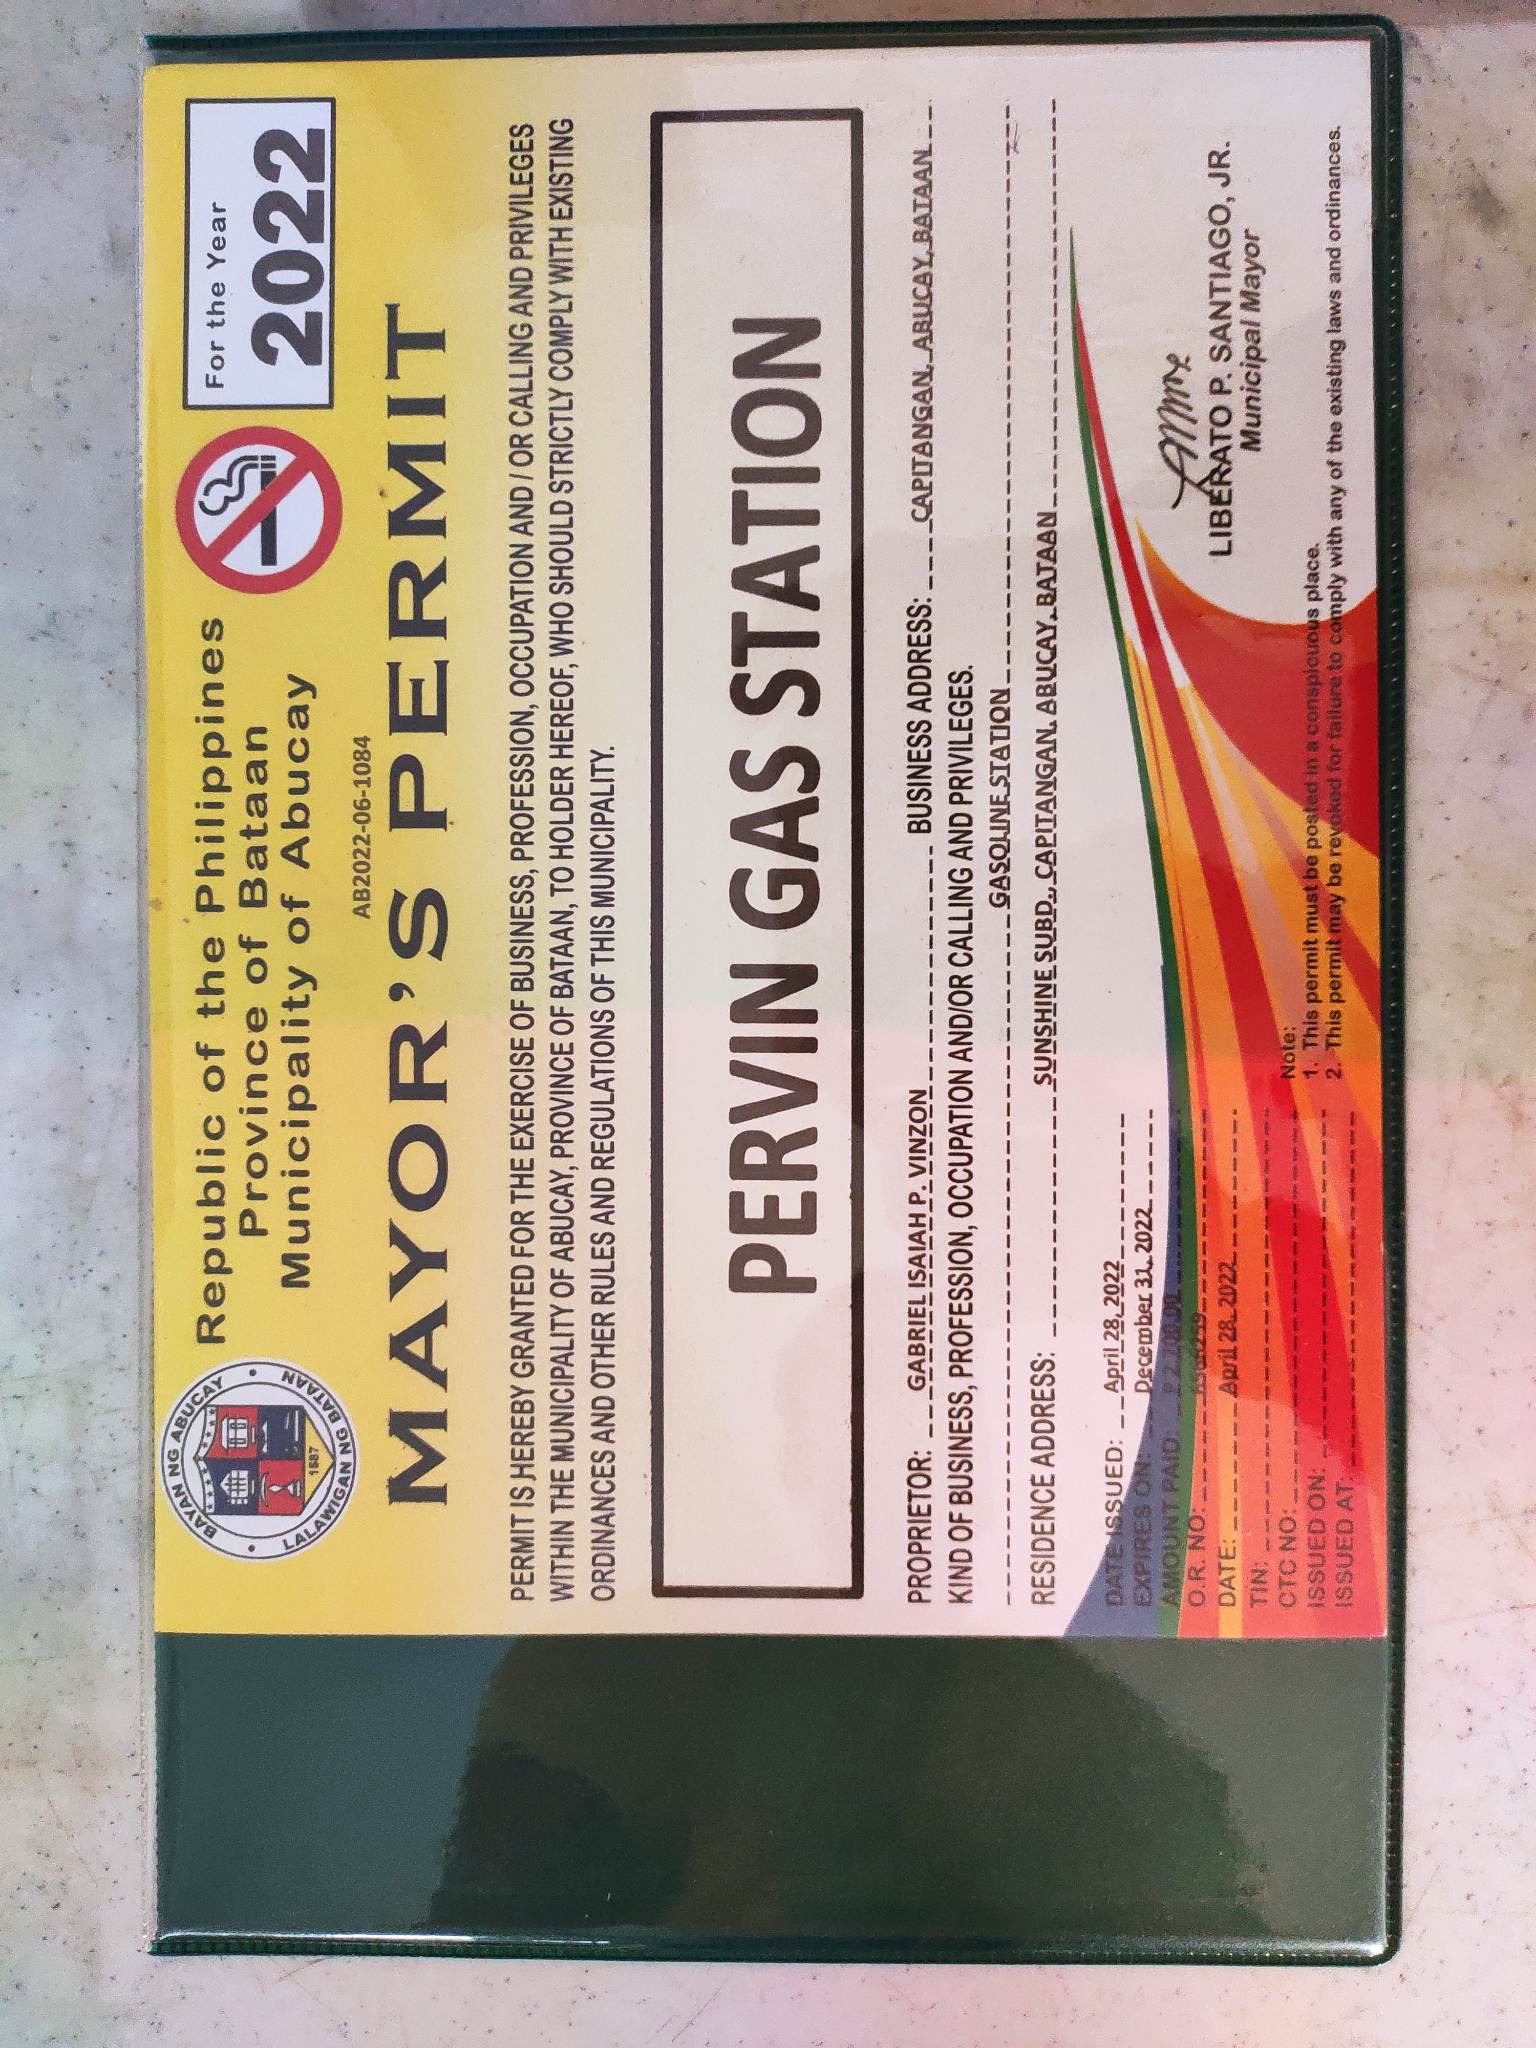 BAYAN NG ABUCAY
LALAWIGAN NG BATAAN
1587
Republic of the Philippines
Province of Bataan
Municipality of Abucay
For the Year
2022
AB2022-06-1084
MAYOR'S PERMIT
PERMIT IS HEREBY GRANTED FOR THE EXERCISE OF BUSINESS, PROFESSION, OCCUPATION AND / OR CALLING AND PRIVILEGES
WITHIN THE MUNICIPALITY OF ABUCAY, PROVINCE OF BATAAN, TO HOLDER HEREOF, WHO SHOULD STRICTLY COMPLY WITH EXISTING
ORDINANCES AND OTHER RULES AND REGULATIONS OF THIS MUNICIPALITY.
PERVIN GAS STATION
PROPRIETOR: GABRIEL ISAIAH P. VINZON BUSINESS ADDRESS: CAPITANGAN, ABUCAY, BATAAN
KIND OF BUSINESS, PROFESSION, OCCUPATION AND/OR CALLING AND PRIVILEGES.
GASOLINE STATION
RESIDENCE ADDRESS: SUNSHINE SUBD., CAPITANGAN, ABUCAY, BATAAN
DATE ISSUED: April 28, 2022
EXPIRES ON: December 31, 2022
AMOUNT PAID: P 2,200.00
O.R. NO:
DATE: April 28, 2022
TIN:
CTC NO:
ISSUED ON:
ISSUED AT:
LIBERATO P. SANTIAGO, JR.
Municipal Mayor
Note:
1. This permit must be posted in a conspicuous place.
2. This permit may be revoked for failure to comply with any of the existing laws and ordinances.